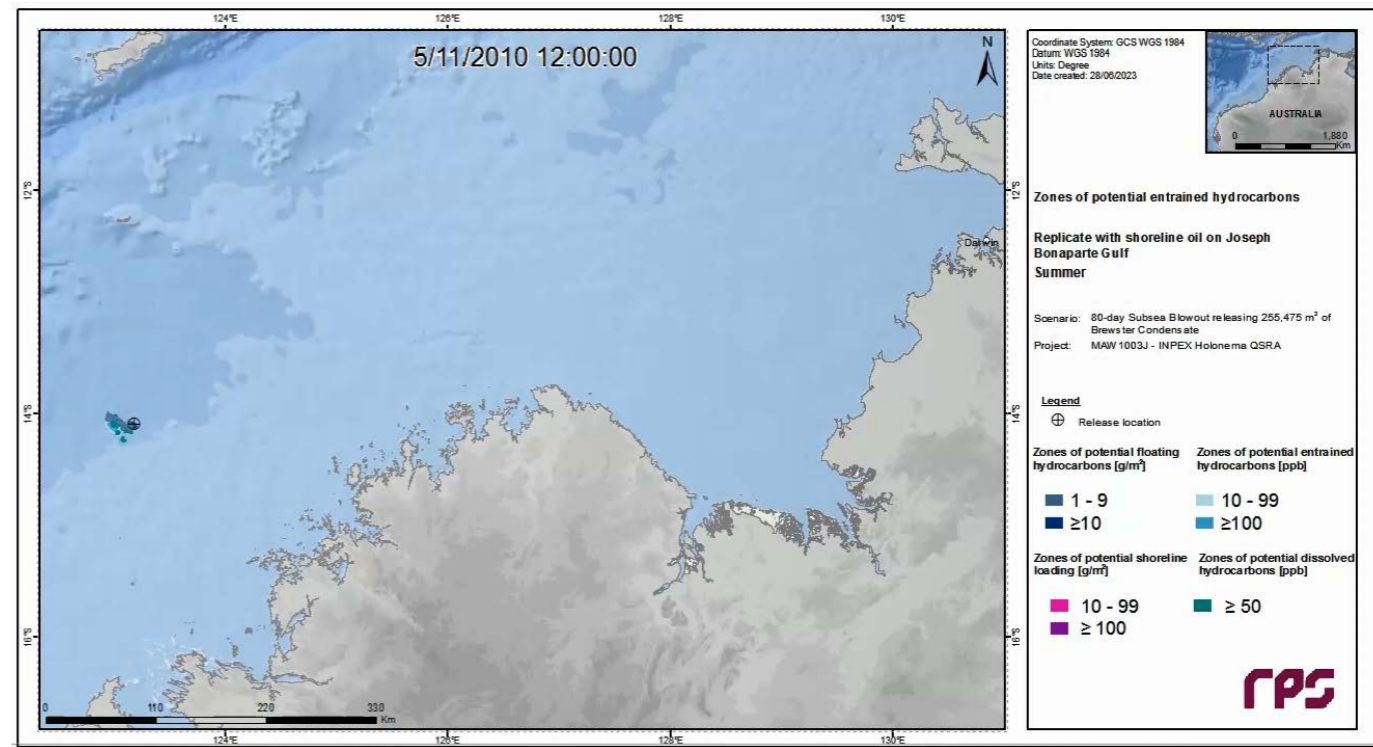 124°E 126°E 128°E 130°E
5/11/2010 12:00:00
N
12°S 12°S
Darwin
14°S 14°S
16°S 16°S
0 110 220 330
Km
124°E 126°E 128°E 130°E
Coordinate System: GCS WGS 1984
Datum: WGS 1984
Units: Degree
Date created: 28/06/2023
AUSTRALIA
0 1,880
Km
Zones of potential entrained hydrocarbons
Replicate with shoreline oil on Joseph
Bonaparte Gulf
Summer
Scenario: 80-day Subsea Blowout releasing 255,475 m³ of
Brewster Condensate
Project: MAW1003J - INPEX Holonema QSRA
Legend
Release location
Zones of potential floating
hydrocarbons [g/m²]
1 - 9
≥10
Zones of potential entrained
hydrocarbons [ppb]
10 - 99
≥100
Zones of potential shoreline
loading [g/m²]
10 - 99
≥ 100
Zones of potential dissolved
hydrocarbons [ppb]
≥ 50
rps